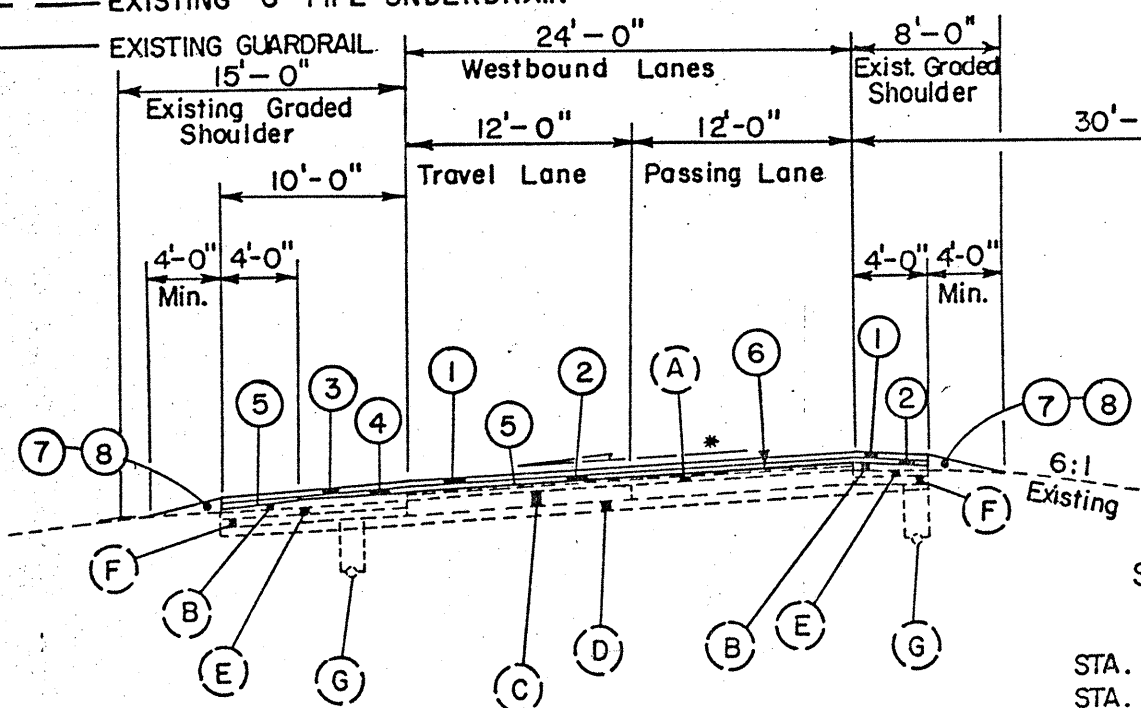 EXISTING 6" PIPE UNDERDRAIN
EXISTING GUARDRAIL
24'-0"
8'-0"
15'-0"
Westbound Lanes
Exist. Graded
Shoulder
Existing Graded
Shoulder
12'-0"
12'-0"
30'-
10'-0"
Travel Lane
Passing Lane
4'-0"
4'-0"
4'-0"
4'-0"
Min.
Min.
1
6
1
A
2
3
2
5
4
5
*
7
8
7
8
6:1
Existing
F
F
B
E
G
C
D
B
E
G
STA.
STA.